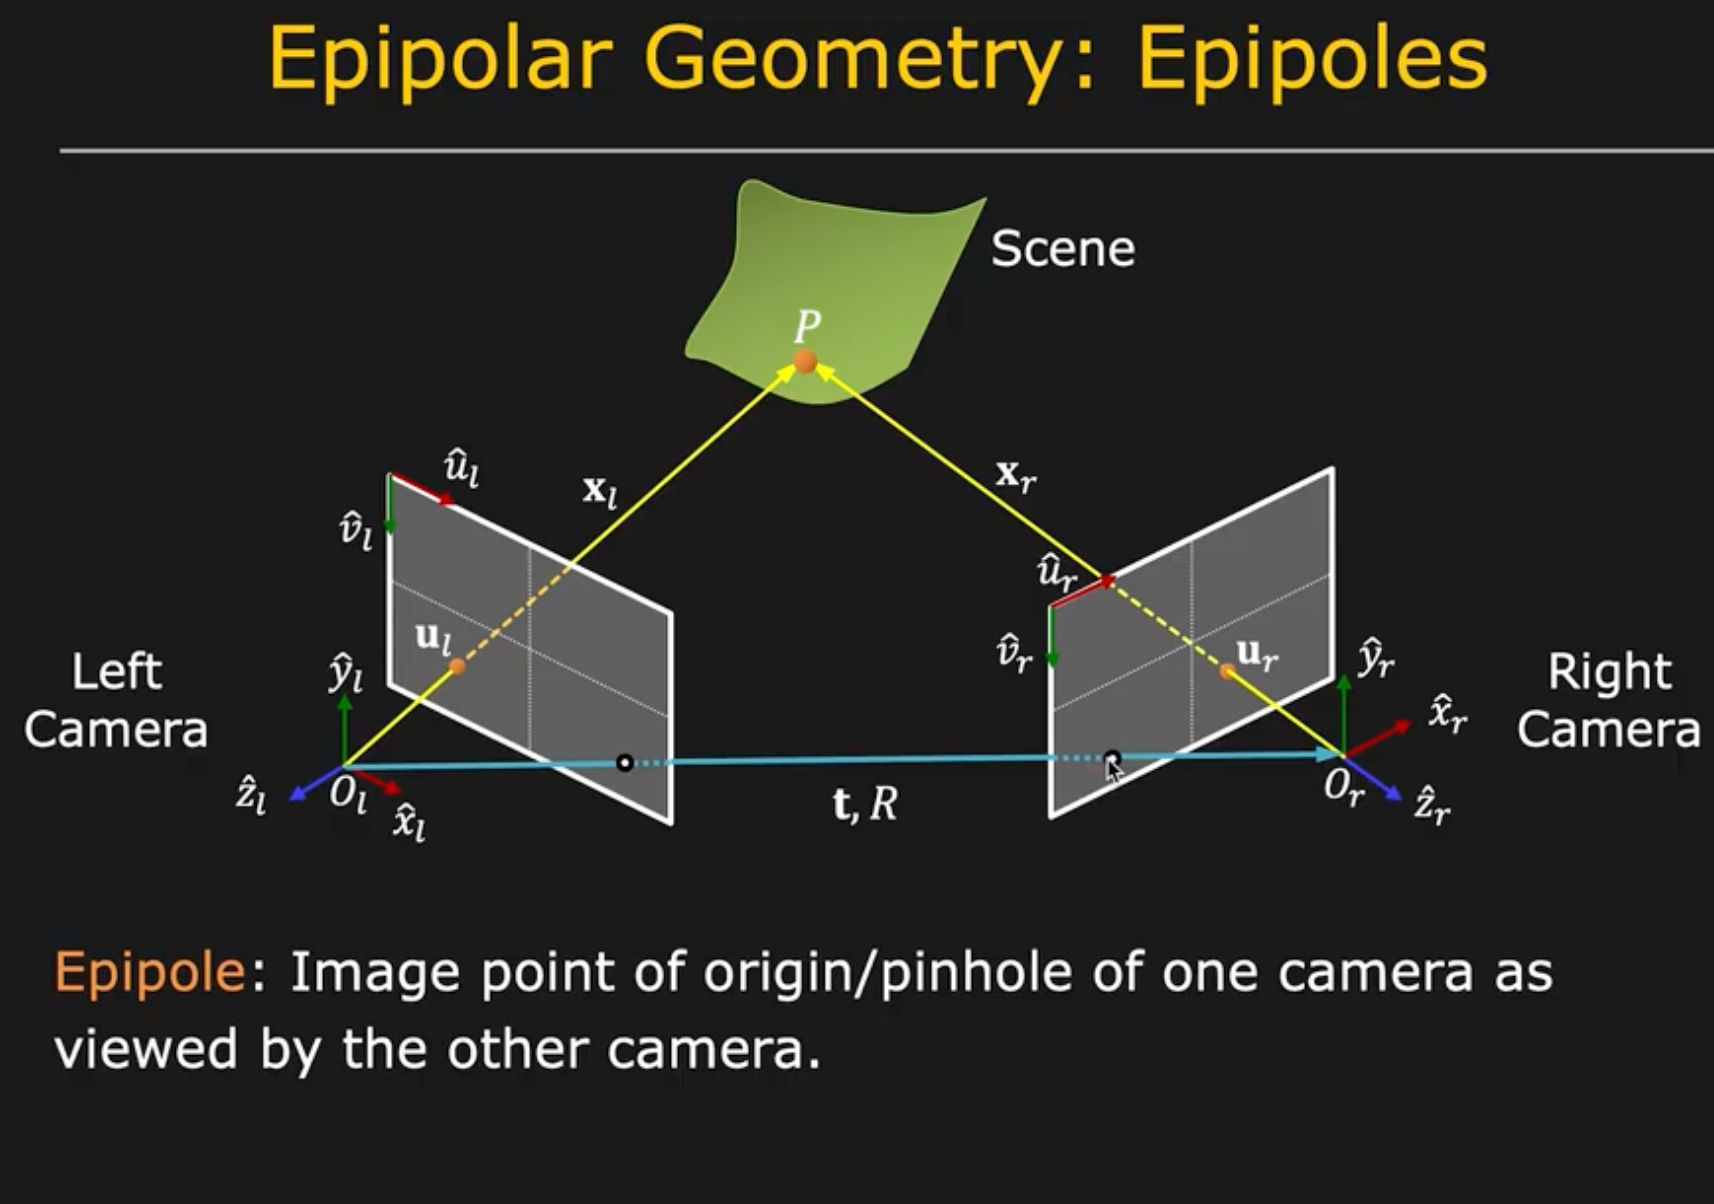 Epipolar Geometry: Epipoles
Scene
P
û_l
x_l
x_r
v̂_l
û_r
u_l
v̂_r
u_r
Left
Camera
ŷ_l
ŷ_r
x̂_r
Right
Camera
ẑ_l
O_l
x̂_l
t, R
O_r
ẑ_r
Epipole: Image point of origin/pinhole of one camera as
viewed by the other camera.